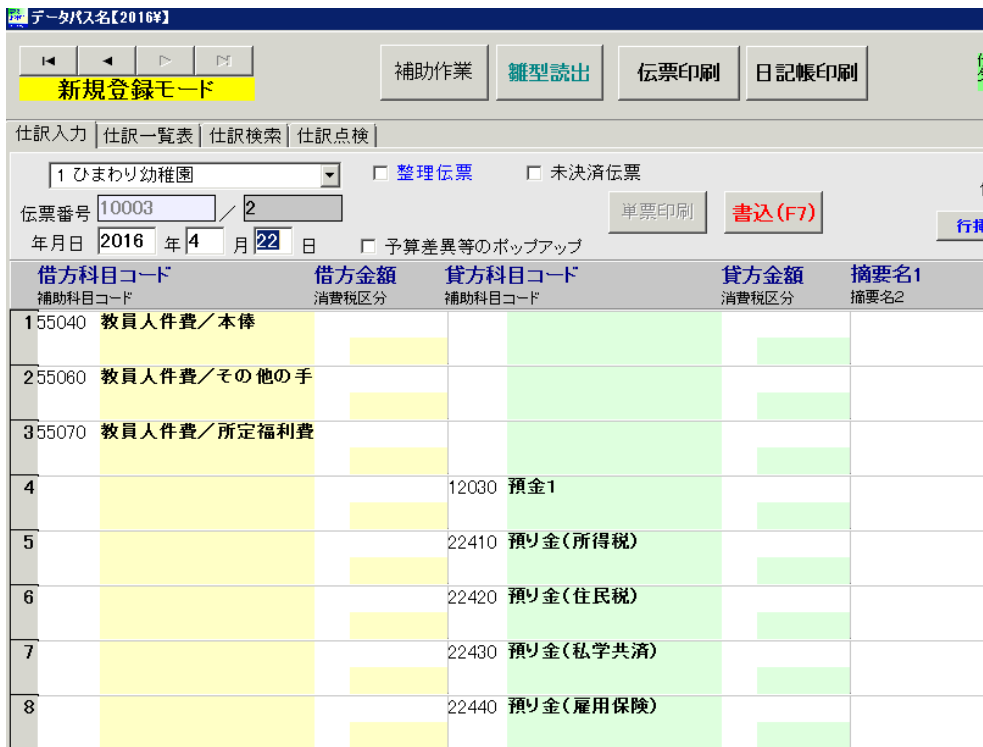 データパス名【2016¥】
補助作業 雛型読出 伝票印刷 日記帳印刷
新規登録モード
仕訳入力 仕訳一覧表 仕訳検索 仕訳点検
1 ひまわり幼稚園 整理伝票 未決済伝票
伝票番号 10003 / 2 単票印刷 書込(F7)
年月日 2016 年 4 月 22 日 予算差異等のポップアップ
借方科目コード 借方金額 貸方科目コード 貸方金額 摘要名1
補助科目コード 消費税区分 補助科目コード 消費税区分 摘要名2
1 55040 教員人件費／本俸
2 55060 教員人件費／その他の手
3 55070 教員人件費／所定福利費
4 12030 預金1
5 22410 預り金(所得税)
6 22420 預り金(住民税)
7 22430 預り金(私学共済)
8 22440 預り金(雇用保険)